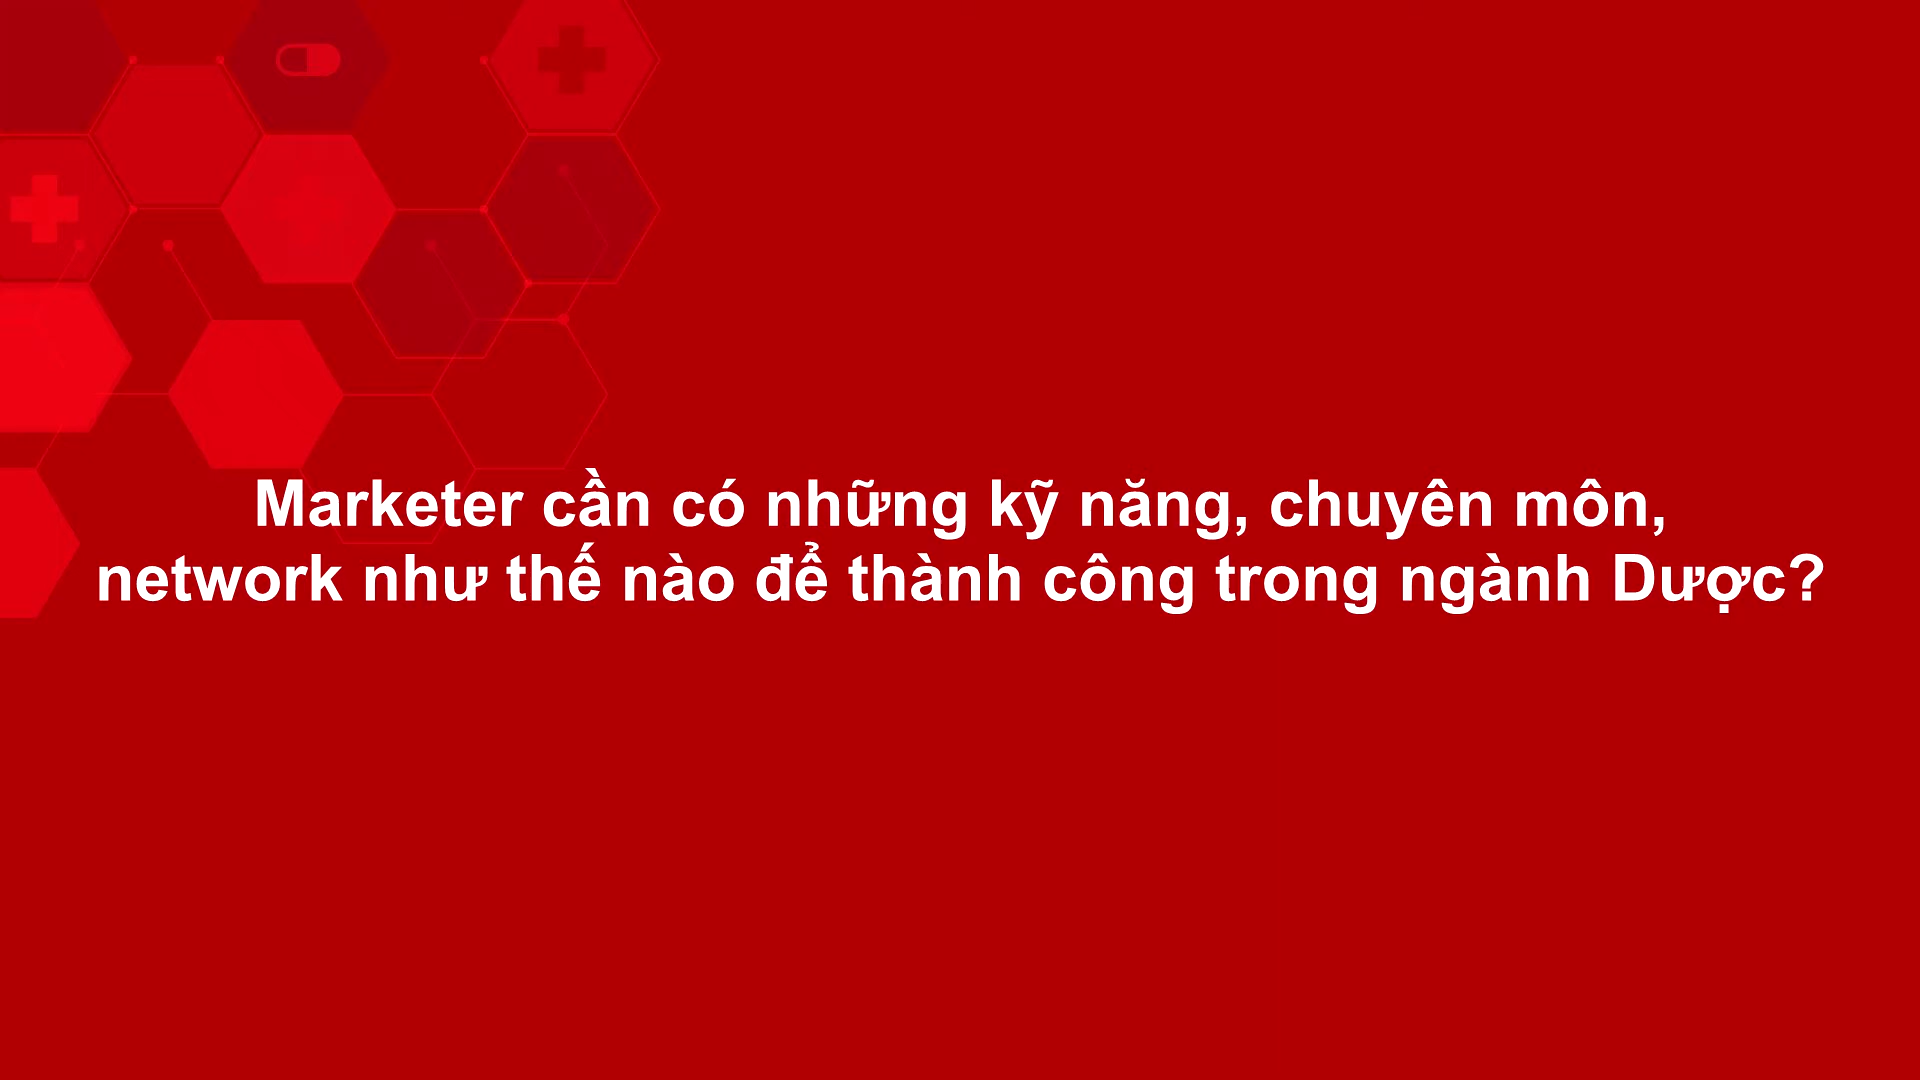 Marketer cần có những kỹ năng, chuyên môn,
network như thế nào để thành công trong ngành Dược?